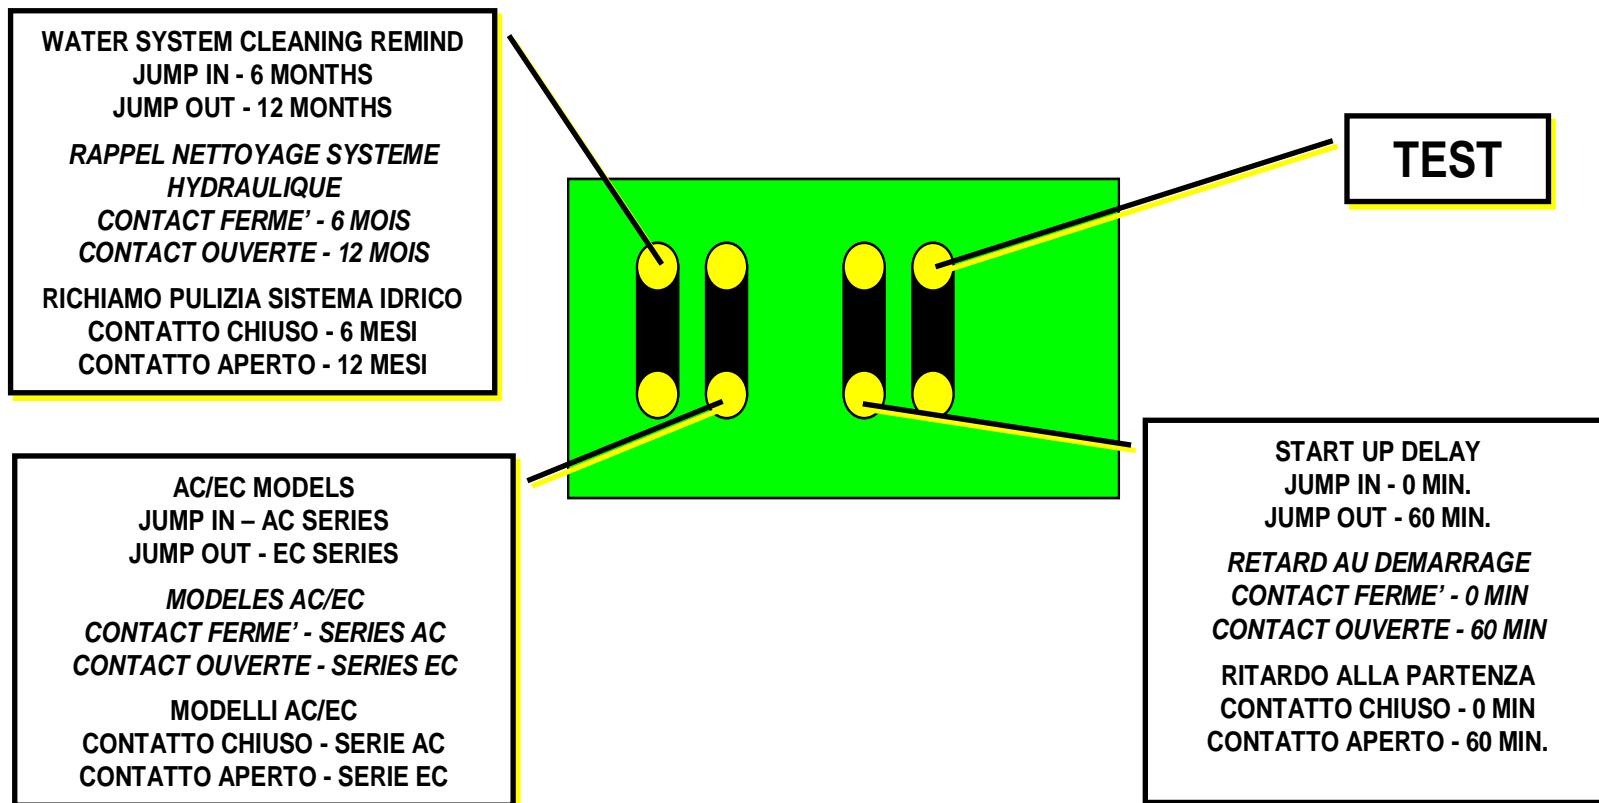 WATER SYSTEM CLEANING REMIND
JUMP IN - 6 MONTHS
JUMP OUT - 12 MONTHS
RAPPEL NETTOYAGE SYSTEME
HYDRAULIQUE
CONTACT FERME’ - 6 MOIS
CONTACT OUVERTE - 12 MOIS
RICHIAMO PULIZIA SISTEMA IDRICO
CONTATTO CHIUSO - 6 MESI
CONTATTO APERTO - 12 MESI
TEST
AC/EC MODELS
JUMP IN – AC SERIES
JUMP OUT - EC SERIES
MODELES AC/EC
CONTACT FERME’ - SERIES AC
CONTACT OUVERTE - SERIES EC
MODELLI AC/EC
CONTATTO CHIUSO - SERIE AC
CONTATTO APERTO - SERIE EC
START UP DELAY
JUMP IN - 0 MIN.
JUMP OUT - 60 MIN.
RETARD AU DEMARRAGE
CONTACT FERME’ - 0 MIN
CONTACT OUVERTE - 60 MIN
RITARDO ALLA PARTENZA
CONTATTO CHIUSO - 0 MIN
CONTATTO APERTO - 60 MIN.